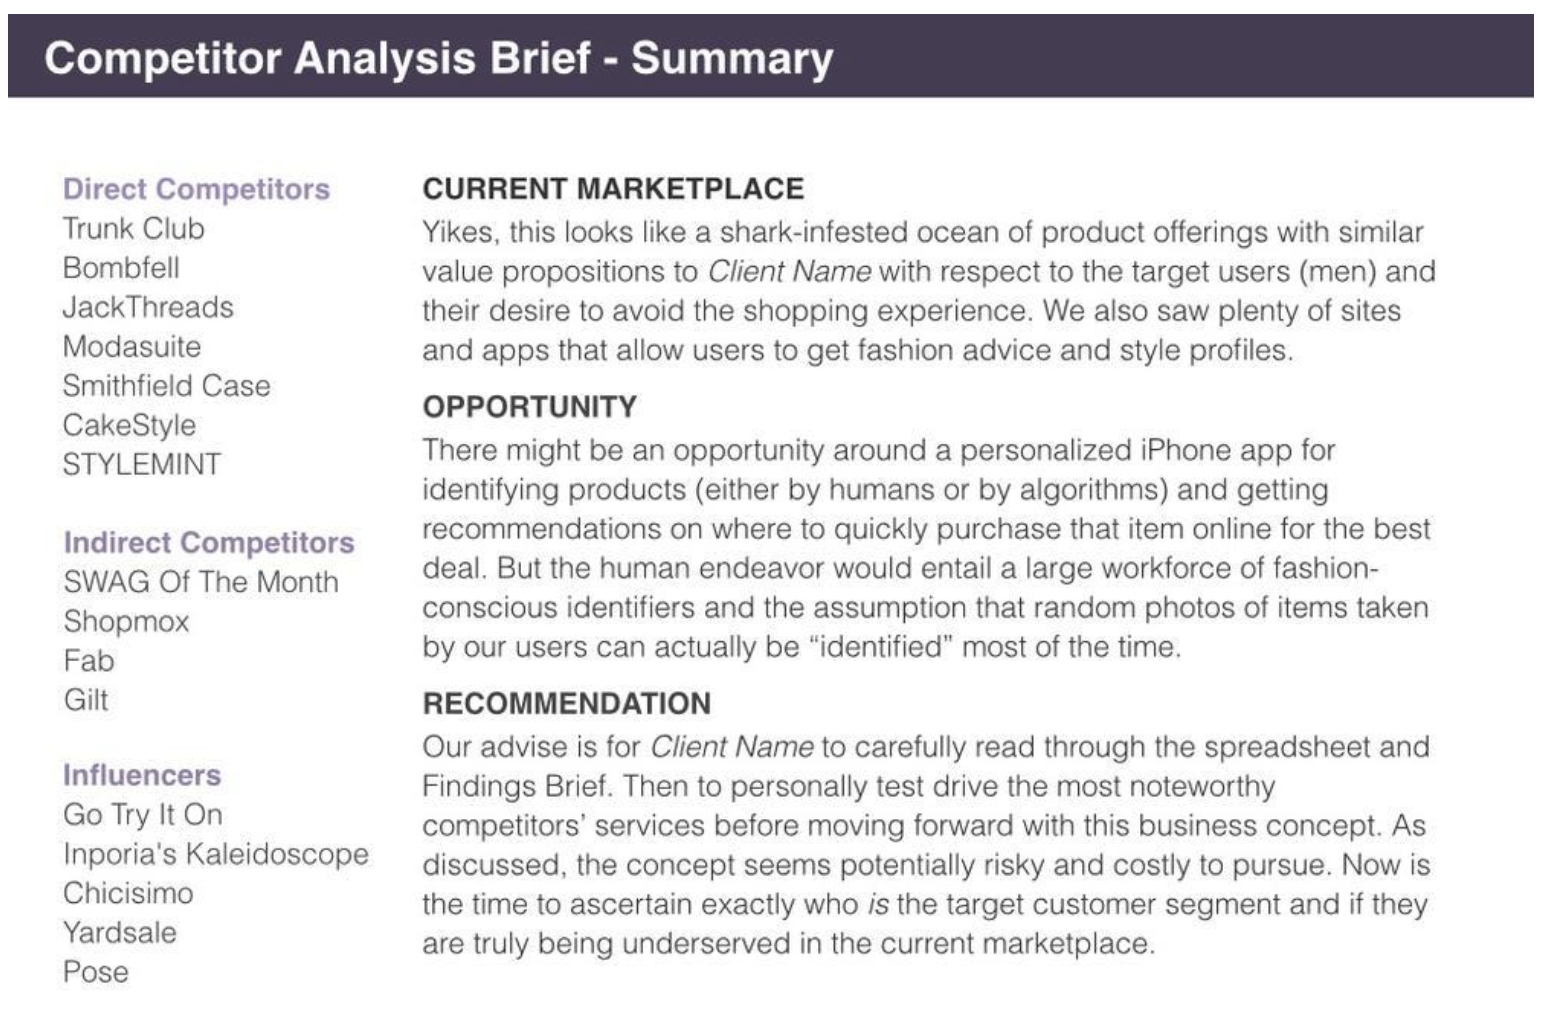 Competitor Analysis Brief - Summary
Direct Competitors
Trunk Club
Bombfell
JackThreads
Modasuite
Smithfield Case
CakeStyle
STYLEMINT
Indirect Competitors
SWAG Of The Month
Shopmox
Fab
Gilt
Influencers
Go Try It On
Inporia's Kaleidoscope
Chicisimo
Yardsale
Pose
CURRENT MARKETPLACE
Yikes, this looks like a shark-infested ocean of product offerings with similar
value propositions to Client Name with respect to the target users (men) and
their desire to avoid the shopping experience. We also saw plenty of sites
and apps that allow users to get fashion advice and style profiles.
OPPORTUNITY
There might be an opportunity around a personalized iPhone app for
identifying products (either by humans or by algorithms) and getting
recommendations on where to quickly purchase that item online for the best
deal. But the human endeavor would entail a large workforce of fashion-
conscious identifiers and the assumption that random photos of items taken
by our users can actually be “identified” most of the time.
RECOMMENDATION
Our advise is for Client Name to carefully read through the spreadsheet and
Findings Brief. Then to personally test drive the most noteworthy
competitors’ services before moving forward with this business concept. As
discussed, the concept seems potentially risky and costly to pursue. Now is
the time to ascertain exactly who is the target customer segment and if they
are truly being underserved in the current marketplace.